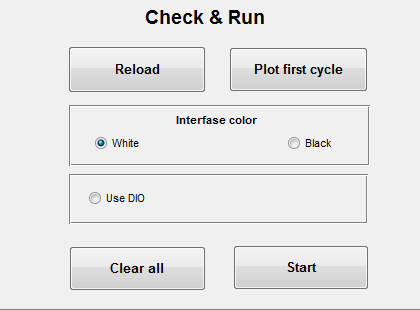 Check & Run
Reload
Plot first cycle
Interfase color
White
Black
Use DIO
Clear all
Start